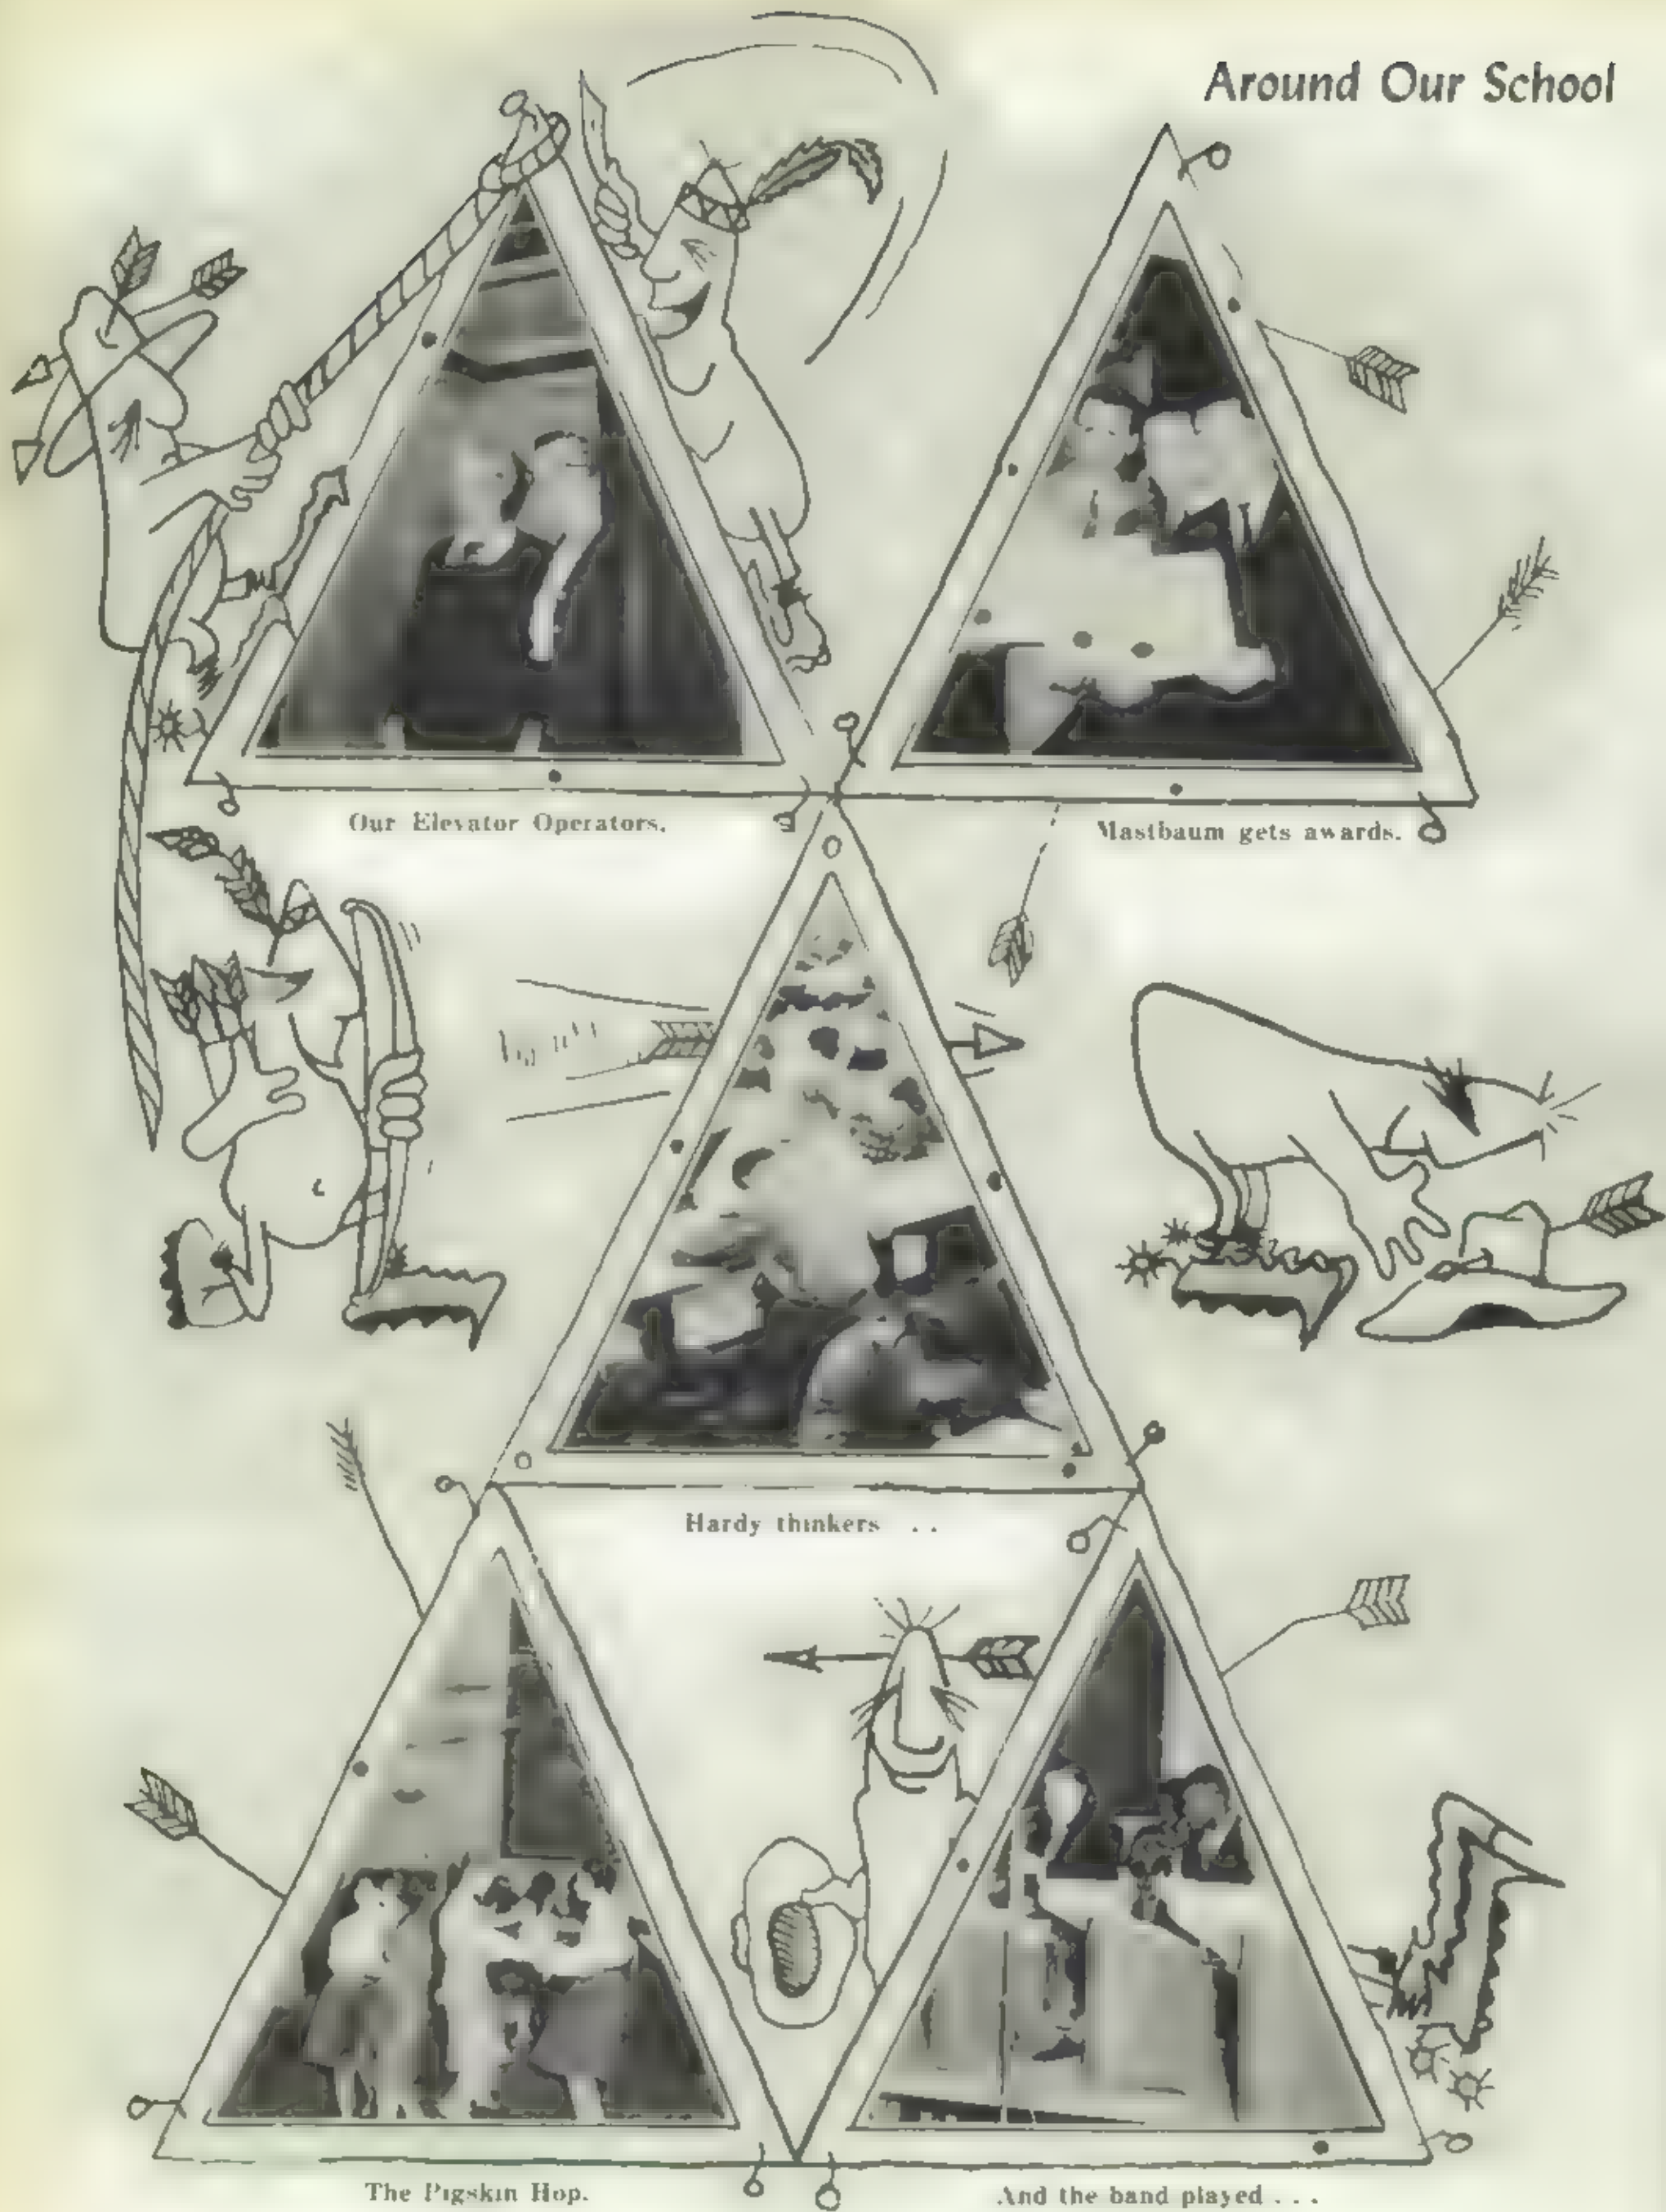 Around Our School
Our Elevator Operators.
Mastbaum gets awards.
Hardy thinkers . .
The Pigskin Hop.
And the band played . . .